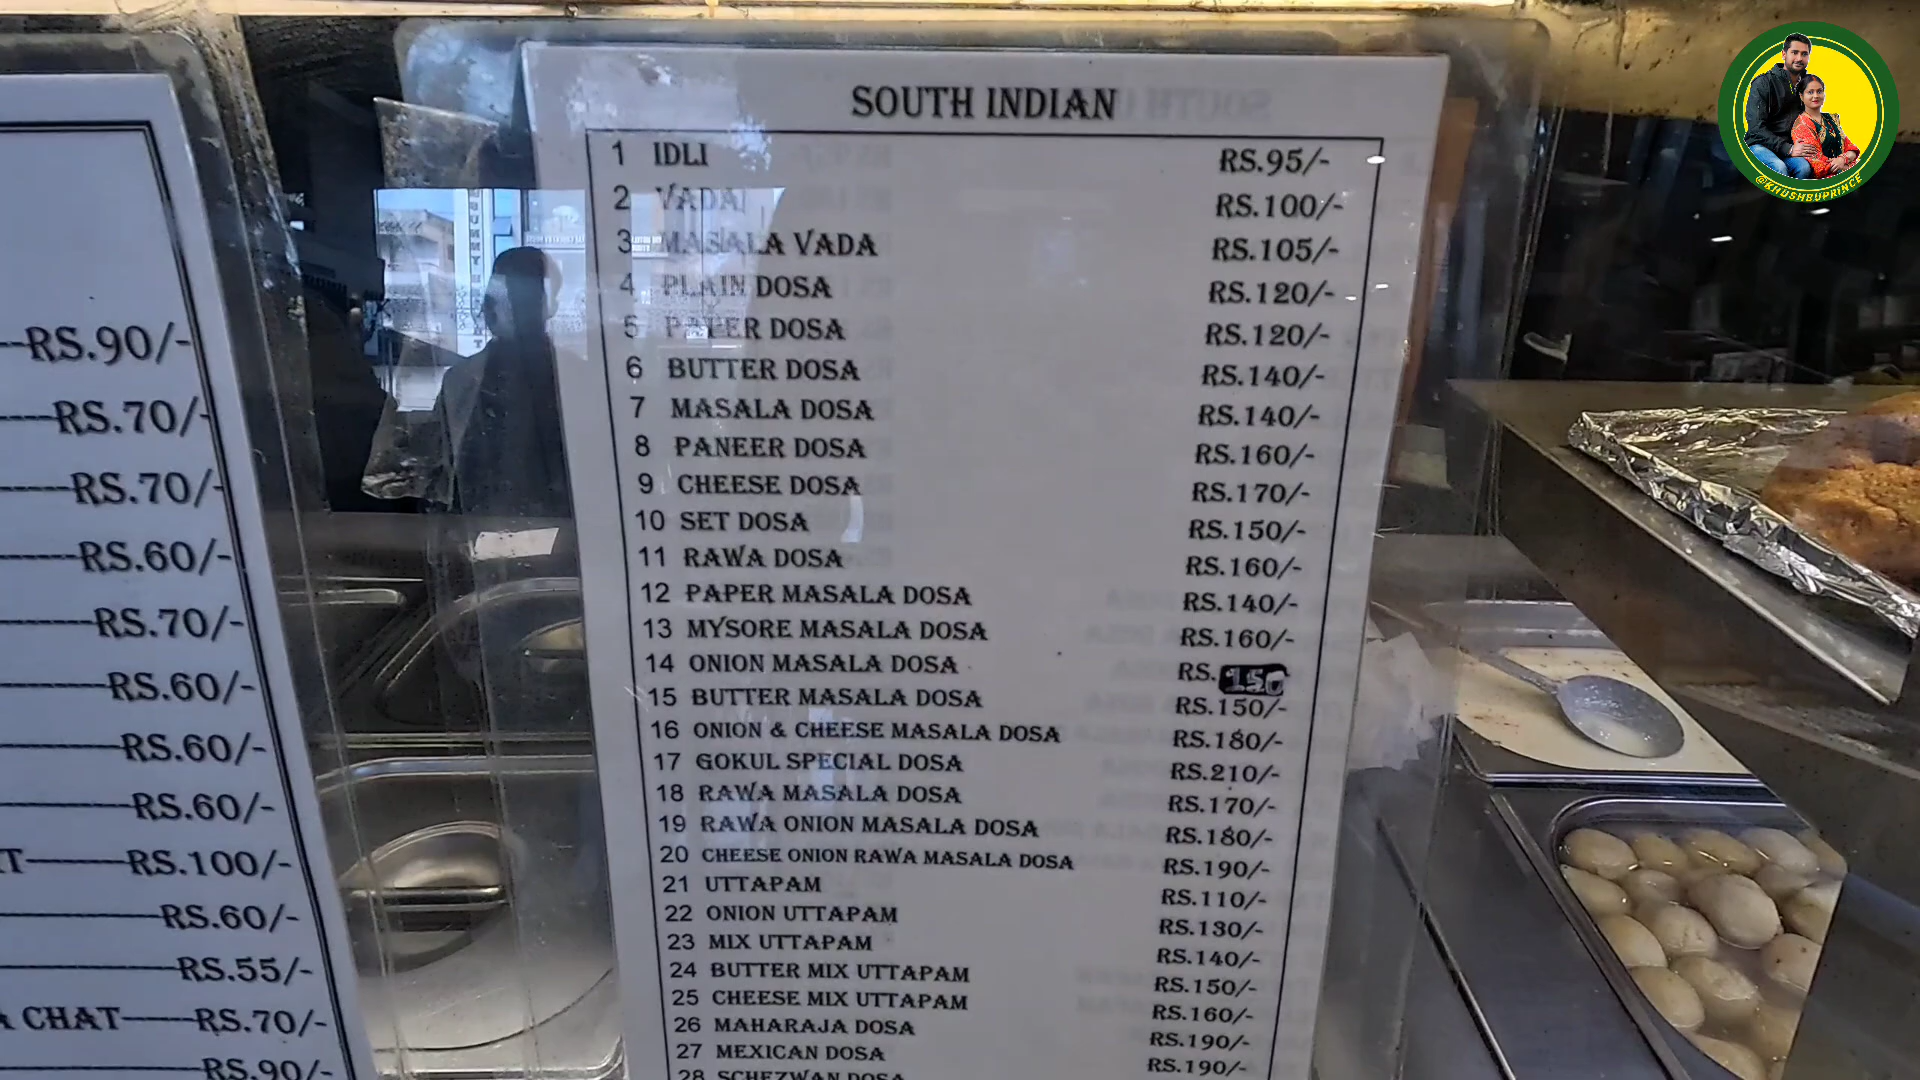 SOUTH INDIAN
1 IDLI RS.95/-
2 VADA RS.100/-
3 MASALA VADA RS.105/-
4 PLAIN DOSA RS.120/-
5 PAPER DOSA RS.120/-
6 BUTTER DOSA RS.140/-
7 MASALA DOSA RS.140/-
8 PANEER DOSA RS.160/-
9 CHEESE DOSA RS.170/-
10 SET DOSA RS.150/-
11 RAWA DOSA RS.160/-
12 PAPER MASALA DOSA RS.140/-
13 MYSORE MASALA DOSA RS.160/-
14 ONION MASALA DOSA RS.150
15 BUTTER MASALA DOSA RS.150/-
16 ONION & CHEESE MASALA DOSA RS.180/-
17 GOKUL SPECIAL DOSA RS.210/-
18 RAWA MASALA DOSA RS.170/-
19 RAWA ONION MASALA DOSA RS.180/-
20 CHEESE ONION RAWA MASALA DOSA RS.190/-
21 UTTAPAM RS.110/-
22 ONION UTTAPAM RS.130/-
23 MIX UTTAPAM RS.140/-
24 BUTTER MIX UTTAPAM RS.150/-
25 CHEESE MIX UTTAPAM RS.160/-
26 MAHARAJA DOSA RS.190/-
27 MEXICAN DOSA RS.190/-
28 SCHEZWAN DOSA
RS.90/-
RS.70/-
RS.70/-
RS.60/-
RS.70/-
RS.60/-
RS.60/-
RS.60/-
T RS.100/-
RS.60/-
RS.55/-
A CHAT RS.70/-
RS.90/-
@KHUSHBUPRINCE